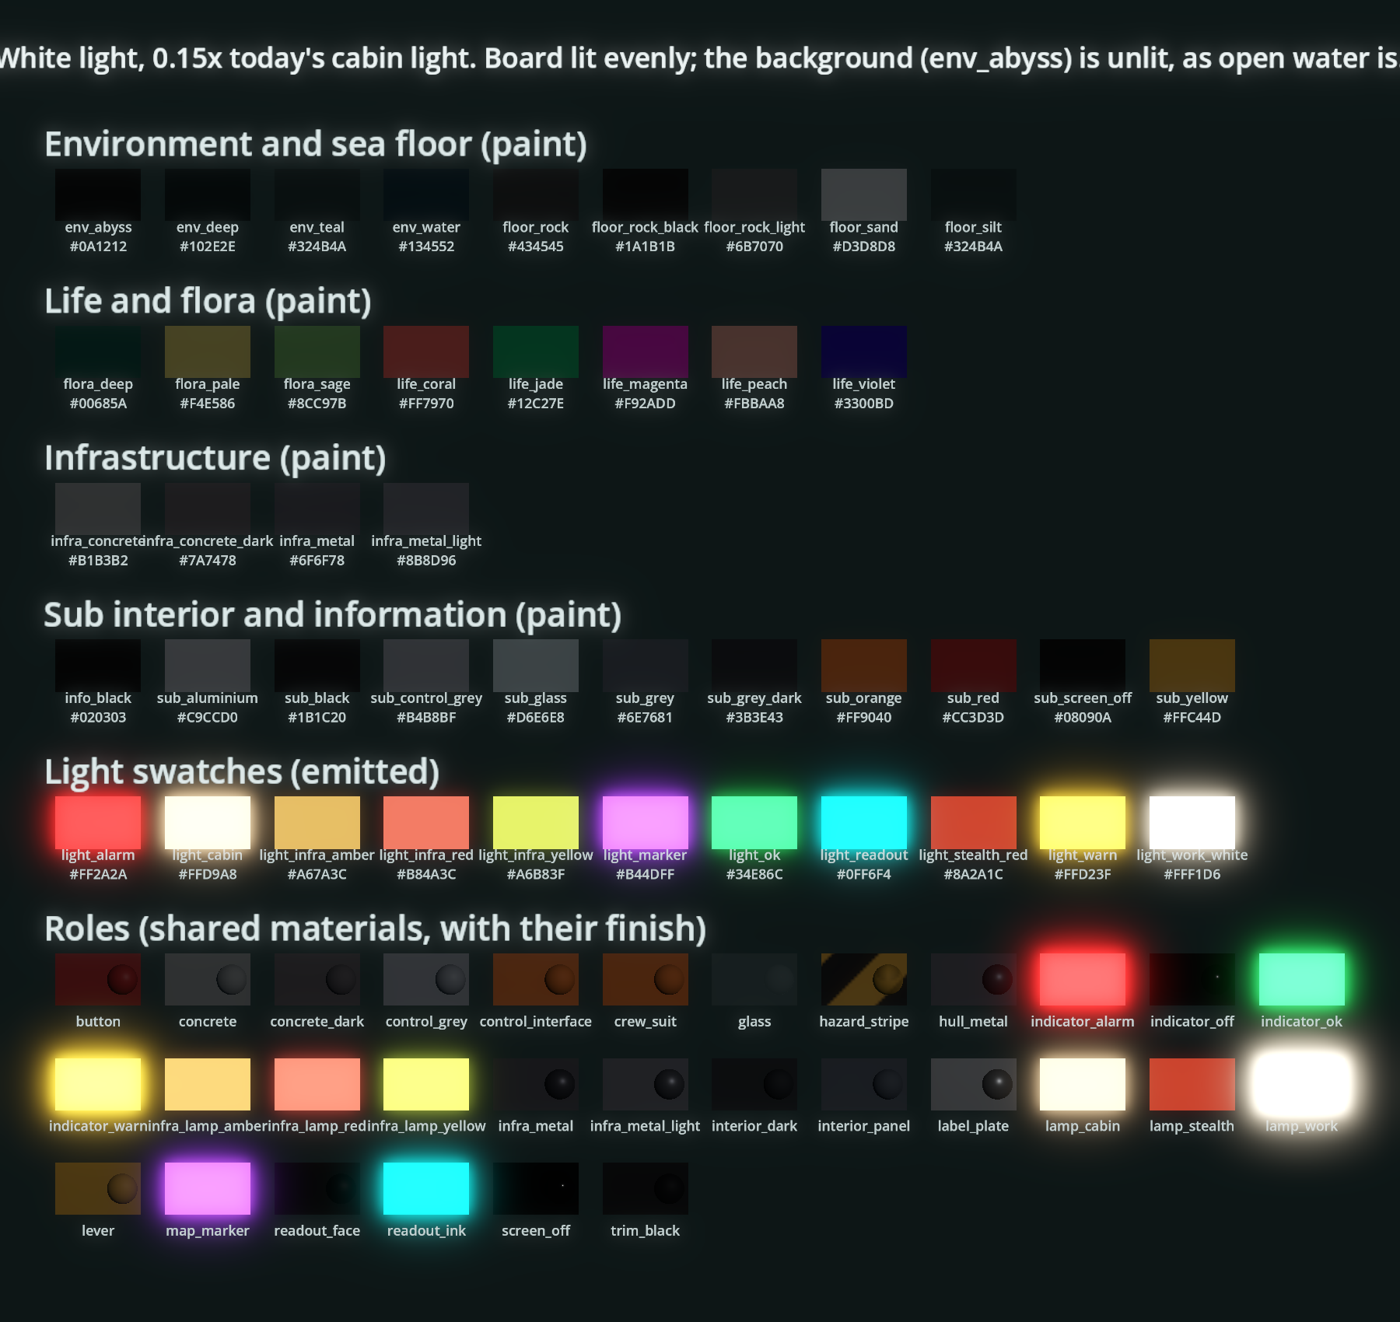 White light, 0.15x today's cabin light. Board lit evenly; the background (env_abyss) is unlit, as open water is.
Environment and sea floor (paint)
env_abyss env_deep env_teal env_water floor_rock floor_rock_black floor_rock_light floor_sand floor_silt
#0A1212 #102E2E #324B4A #134552 #434545 #1A1B1B #6B7070 #D3D8D8 #324B4A
Life and flora (paint)
flora_deep flora_pale flora_sage life_coral life_jade life_magenta life_peach life_violet
#00685A #F4E586 #8CC97B #FF7970 #12C27E #F92ADD #FBBAA8 #3300BD
Infrastructure (paint)
infra_concrete infra_concrete_dark infra_metal infra_metal_light
#B1B3B2 #7A7478 #6F6F78 #8B8D96
Sub interior and information (paint)
info_black sub_aluminium sub_black sub_control_grey sub_glass sub_grey sub_grey_dark sub_orange sub_red sub_screen_off sub_yellow
#020303 #C9CCD0 #1B1C20 #B4B8BF #D6E6E8 #6E7681 #3B3E43 #FF9040 #CC3D3D #08090A #FFC44D
Light swatches (emitted)
light_alarm light_cabin light_infra_amber light_infra_red light_infra_yellow light_marker light_ok light_readout light_stealth_red light_warn light_work_white
#FF2A2A #FFD9A8 #A67A3C #B84A3C #A6B83F #B44DFF #34E86C #0FF6F4 #8A2A1C #FFD23F #FFF1D6
Roles (shared materials, with their finish)
button concrete concrete_dark control_grey control_interface crew_suit glass hazard_stripe hull_metal indicator_alarm indicator_off indicator_ok
indicator_warn infra_lamp_amber infra_lamp_red infra_lamp_yellow infra_metal infra_metal_light interior_dark interior_panel label_plate lamp_cabin lamp_stealth lamp_work
lever map_marker readout_face readout_ink screen_off trim_black